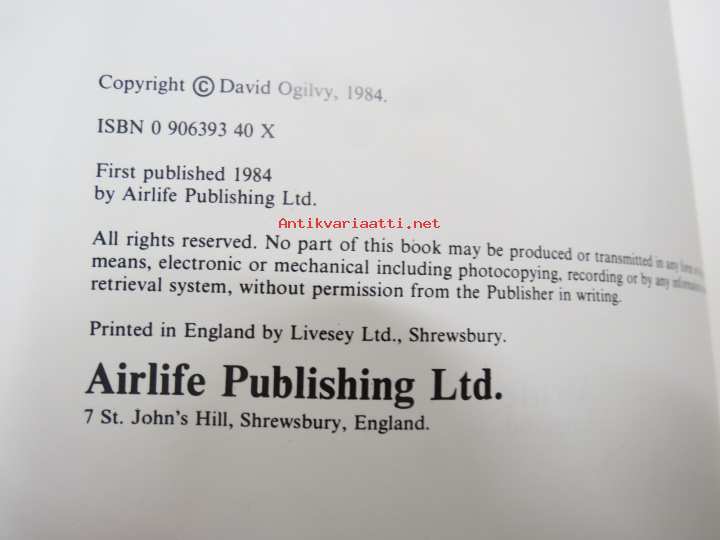 Copyright © David Ogilvy, 1984.
ISBN 0 906393 40 X
First published 1984
by Airlife Publishing Ltd.
Antikvariaatti.net
All rights reserved. No part of this book may be produced or transmitted in any form
means, electronic or mechanical including photocopying, recording or by any information
retrieval system, without permission from the Publisher in writing.
Printed in England by Livesey Ltd., Shrewsbury.
Airlife Publishing Ltd.
7 St. John's Hill, Shrewsbury, England.